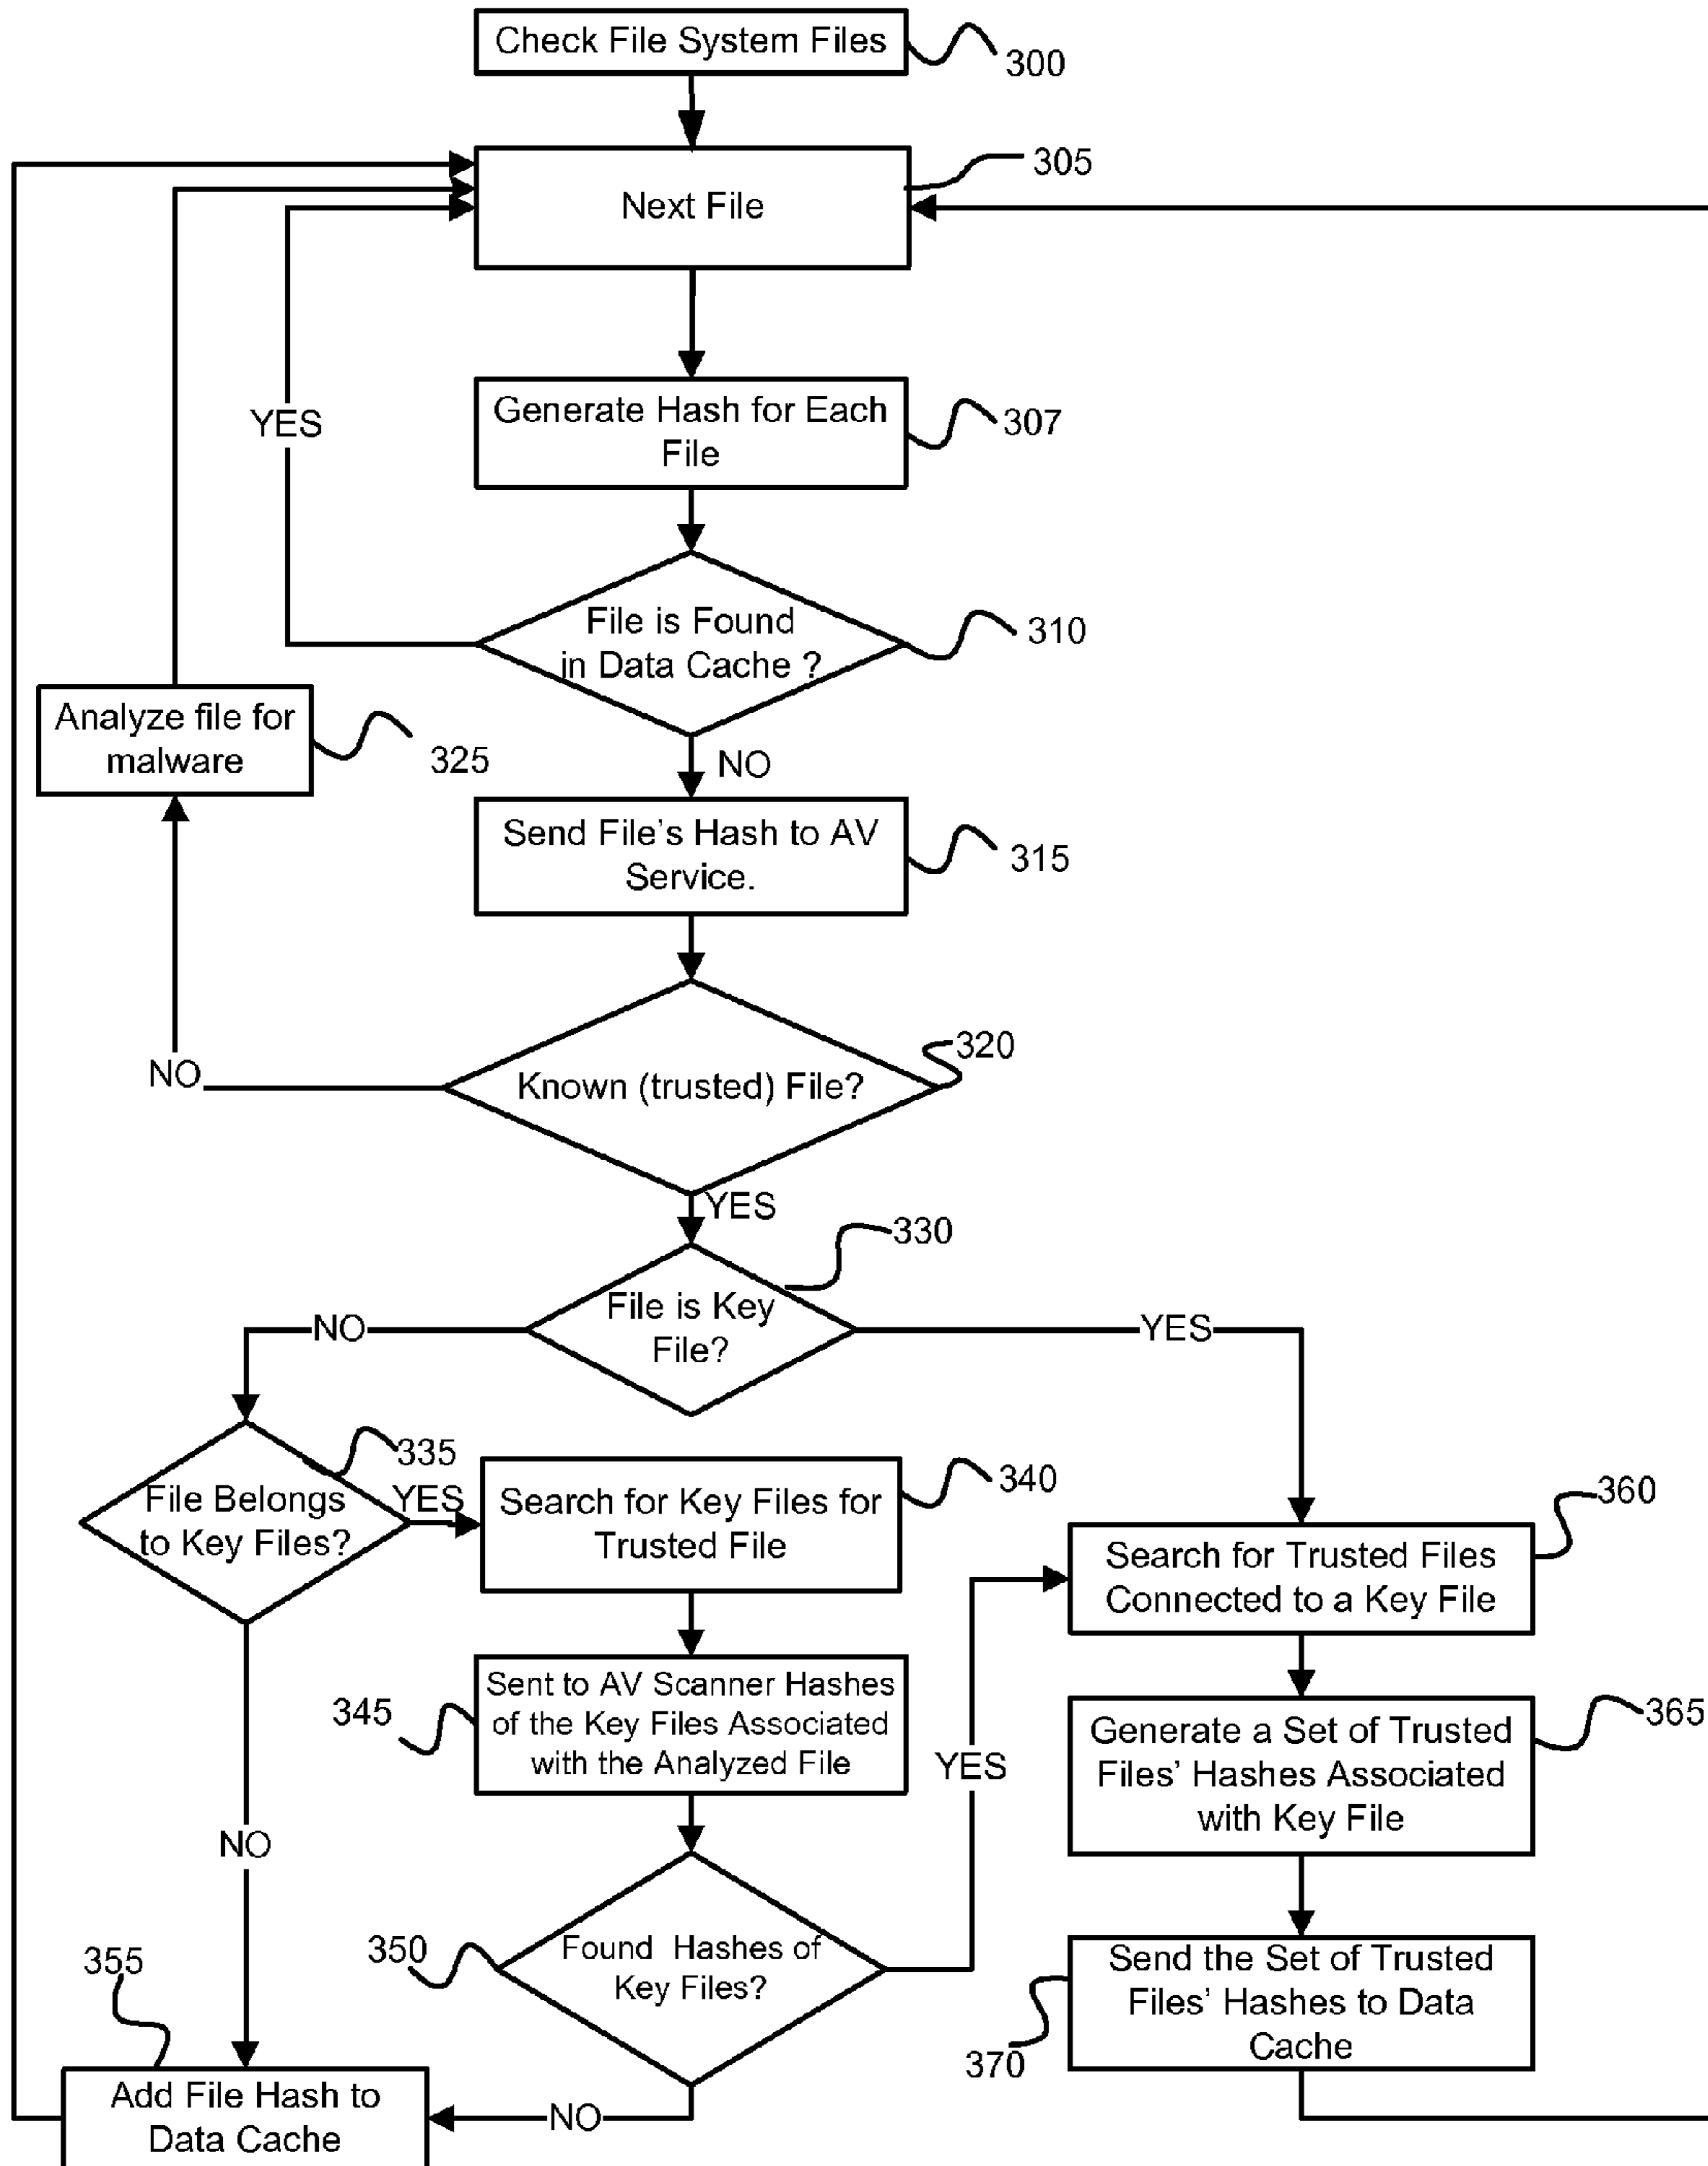 Check File System Files
300
305
Next File
Generate Hash for Each
File
307
YES
File is Found
in Data Cache ?
310
Analyze file for
malware
325
NO
Send File's Hash to AV
Service.
315
320
Known (trusted) File?
NO
YES
330
File is Key
File?
NO
YES
335
File Belongs
to Key Files?
YES
Search for Key Files for
Trusted File
340
360
Search for Trusted Files
Connected to a Key File
345
Sent to AV Scanner Hashes
of the Key Files Associated
with the Analyzed File
YES
365
Generate a Set of Trusted
Files' Hashes Associated
with Key File
NO
350
Found Hashes of
Key Files?
Send the Set of Trusted
Files' Hashes to Data
Cache
370
355
Add File Hash to
Data Cache
NO